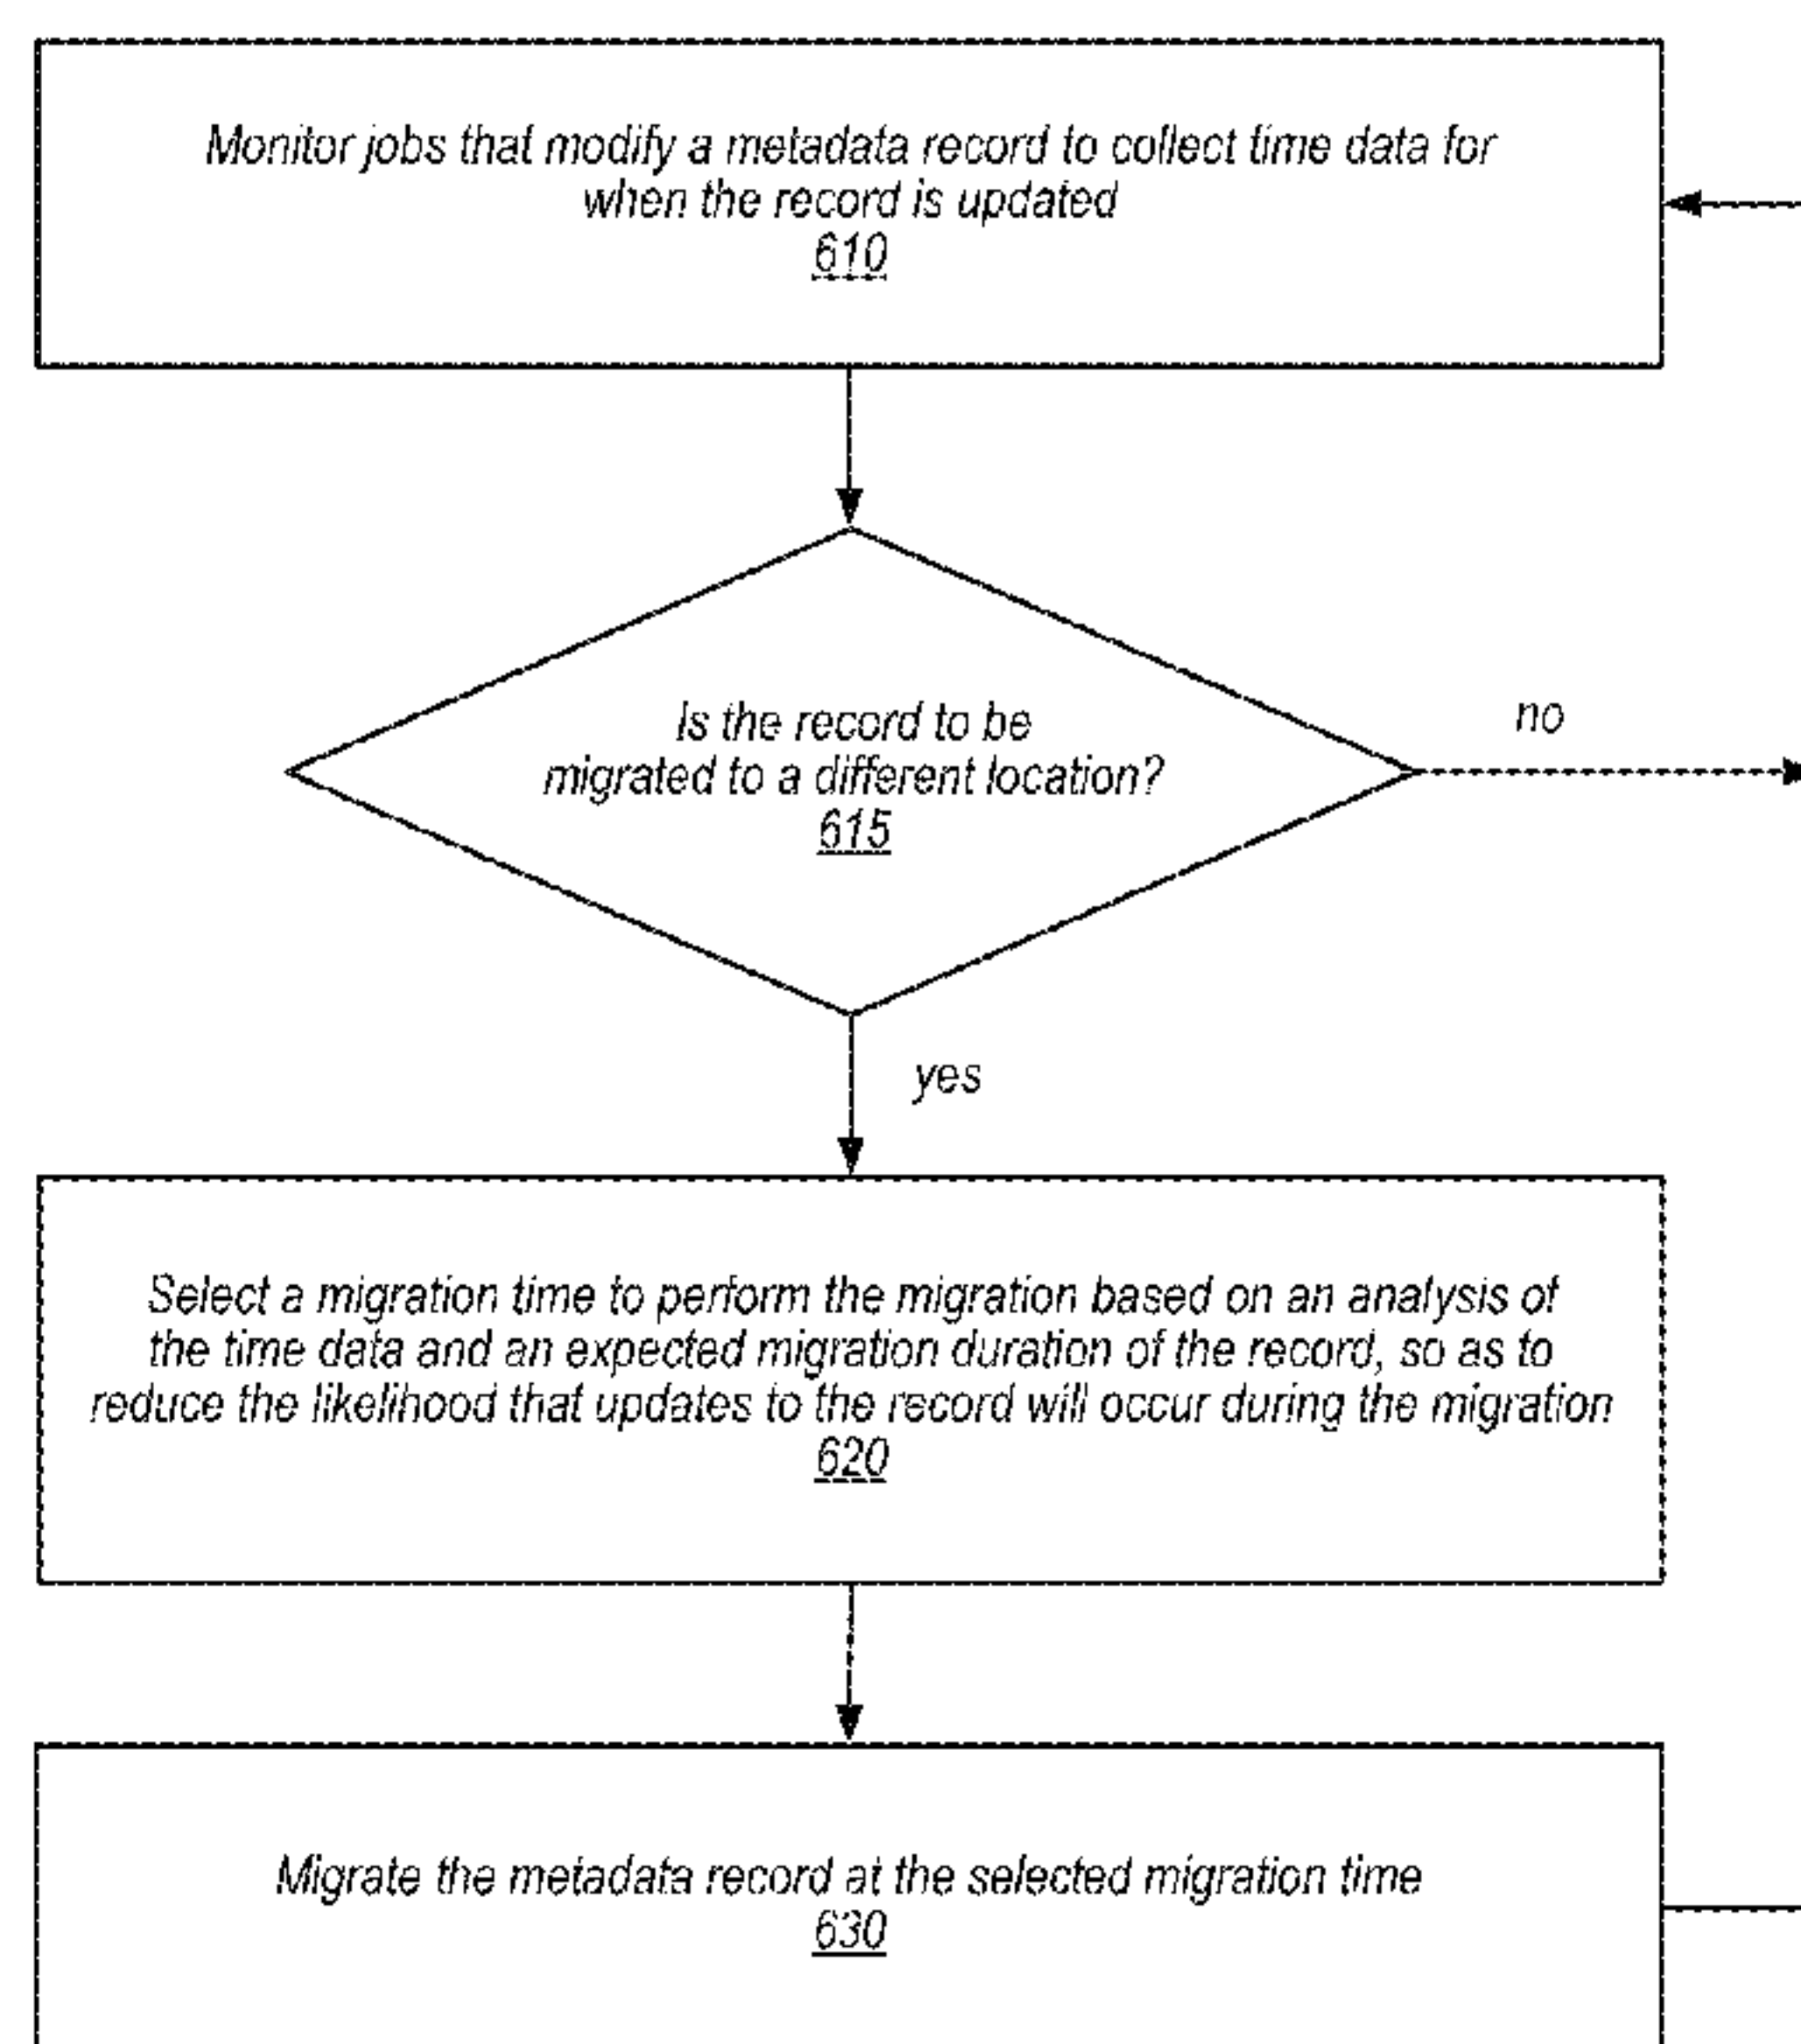 Monitor jobs that modify a metadata record to collect time data for
when the record is updated
610
Is the record to be
migrated to a different location?
615
no
yes
Select a migration time to perform the migration based on an analysis of
the time data and an expected migration duration of the record, so as to
reduce the likelihood that updates to the record will occur during the migration
620
Migrate the metadata record at the selected migration time
630